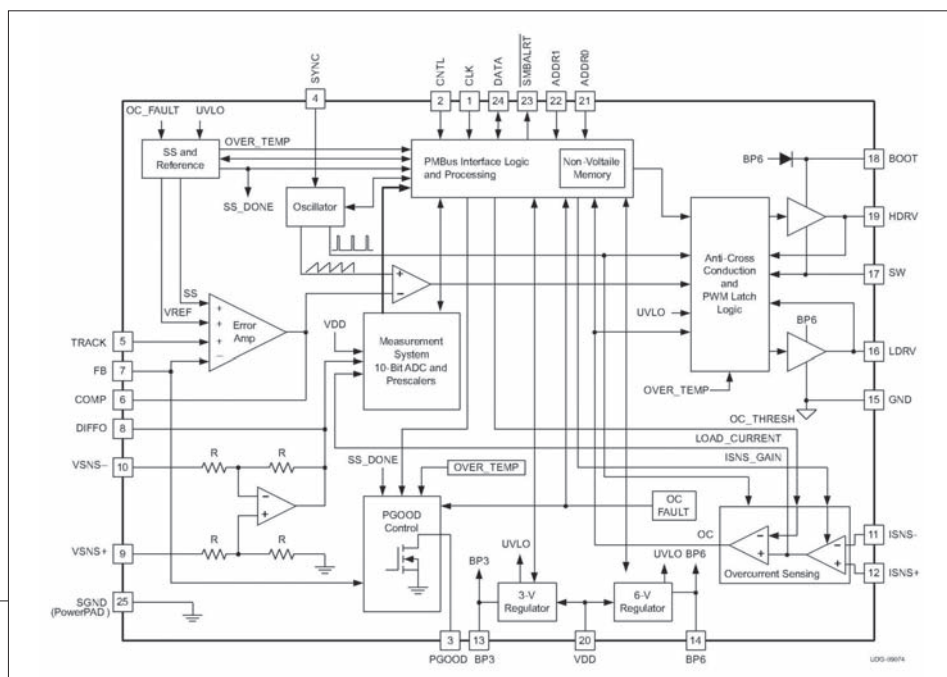 SYNC
CNTL
CLK
DATA
SMBALRT
ADDR1
ADDR0
4
2
1
24
23
22
21
OC_FAULT
UVLO
OVER_TEMP
SS and
Reference
SS_DONE
Oscillator
PMBus Interface Logic
and Processing
Non-Voltaile
Memory
BP6
18
BOOT
19
HDRV
17
SW
Anti-Cross
Conduction
and
PWM Latch
Logic
UVLO
OVER_TEMP
BP6
16
LDRV
15
GND
SS
VREF
+
+
+
–
Error
Amp
+
–
VDD
Measurement
System
10-Bit ADC and
Prescalers
TRACK
5
FB
7
COMP
6
DIFFO
8
VSNS–
10
R
R
–
+
VSNS+
9
R
R
SGND
(PowerPAD)
25
OC_THRESH
LOAD_CURRENT
ISNS_GAIN
SS_DONE
OVER_TEMP
PGOOD
Control
OC
FAULT
OC
–
+
–
+
Overcurrent Sensing
11
ISNS-
12
ISNS+
BP3
UVLO
3-V
Regulator
UVLO
BP6
6-V
Regulator
3
PGOOD
13
BP3
20
VDD
14
BP6
UDG-09074